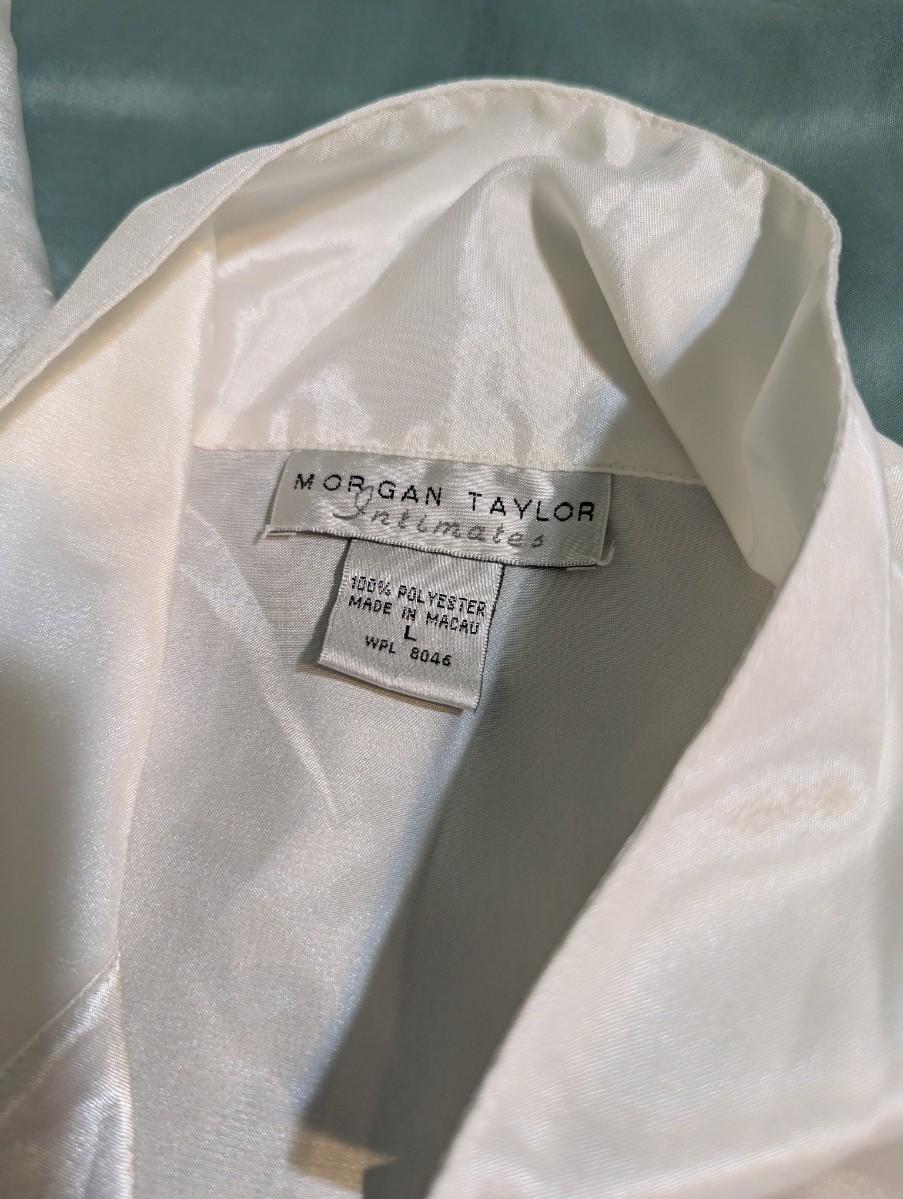 MORGAN TAYLOR
Intimates
100% POLYESTER
MADE IN MACAU
L
WPL 8046